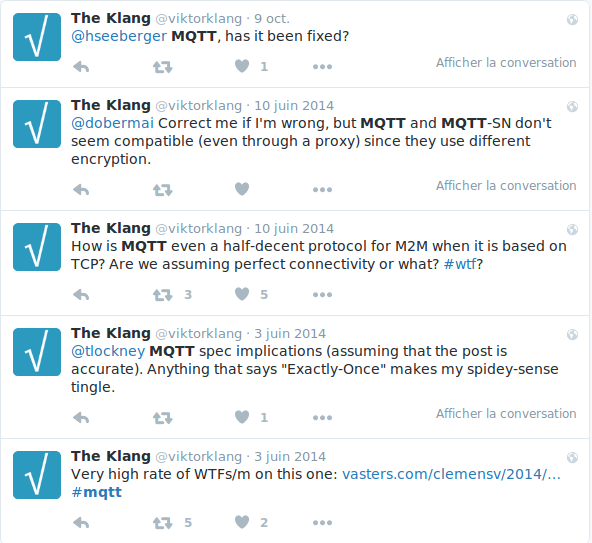 The Klang @viktorklang · 9 oct.
@hseeberger MQTT, has it been fixed?
1 Afficher la conversation
The Klang @viktorklang · 10 juin 2014
@dobermai Correct me if I'm wrong, but MQTT and MQTT-SN don't
seem compatible (even through a proxy) since they use different
encryption.
Afficher la conversation
The Klang @viktorklang · 10 juin 2014
How is MQTT even a half-decent protocol for M2M when it is based on
TCP? Are we assuming perfect connectivity or what? #wtf?
3 5
The Klang @viktorklang · 3 juin 2014
@tlockney MQTT spec implications (assuming that the post is
accurate). Anything that says "Exactly-Once" makes my spidey-sense
tingle.
1 Afficher la conversation
The Klang @viktorklang · 3 juin 2014
Very high rate of WTFs/m on this one: vasters.com/clemensv/2014/…
#mqtt
5 2